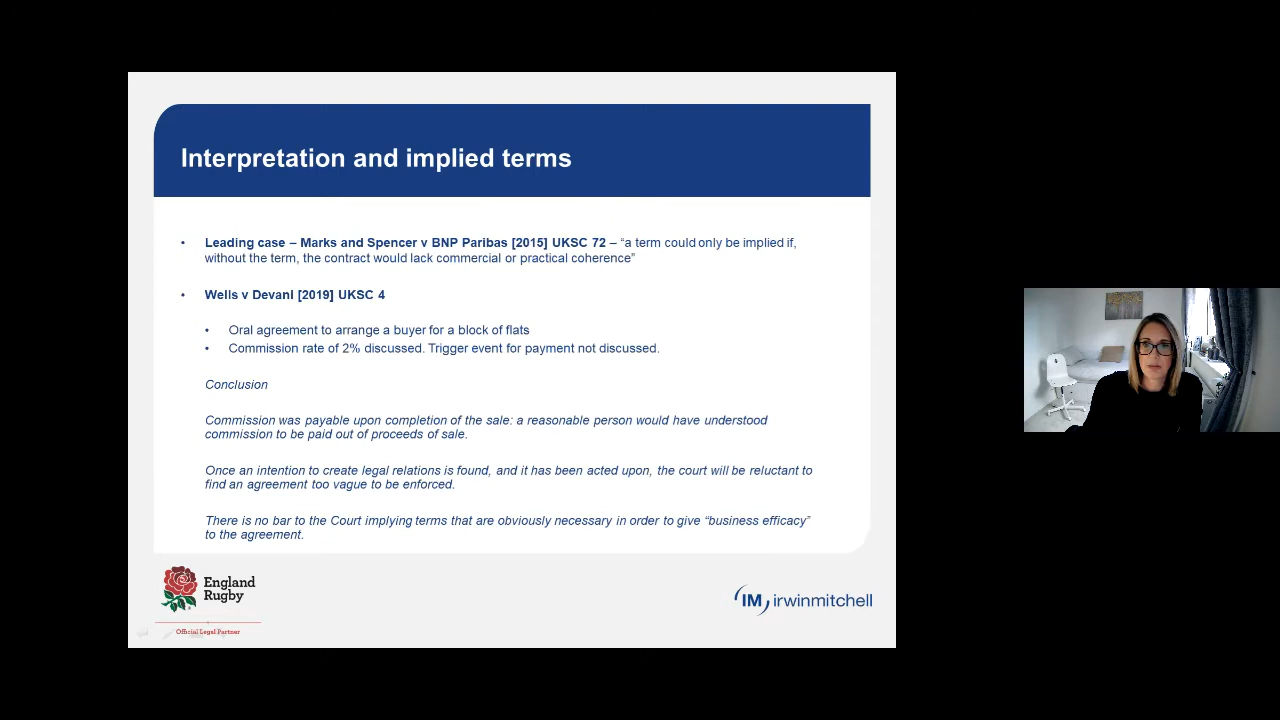 Interpretation and implied terms
• Leading case – Marks and Spencer v BNP Paribas [2015] UKSC 72 – “a term could only be implied if,
without the term, the contract would lack commercial or practical coherence”
• Wells v Devani [2019] UKSC 4
• Oral agreement to arrange a buyer for a block of flats
• Commission rate of 2% discussed. Trigger event for payment not discussed.
Conclusion
Commission was payable upon completion of the sale: a reasonable person would have understood
commission to be paid out of proceeds of sale.
Once an intention to create legal relations is found, and it has been acted upon, the court will be reluctant to
find an agreement too vague to be enforced.
There is no bar to the Court implying terms that are obviously necessary in order to give “business efficacy”
to the agreement.
England
Rugby
Official Legal Partner
IM irwinmitchell